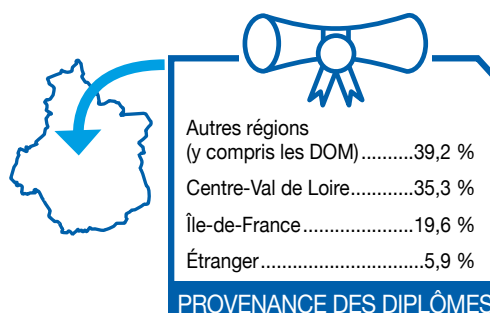 Autres régions
(y compris les DOM)..........39,2 %
Centre-Val de Loire............35,3 %
Île-de-France.....................19,6 %
Étranger...............................5,9 %
PROVENANCE DES DIPLÔMES